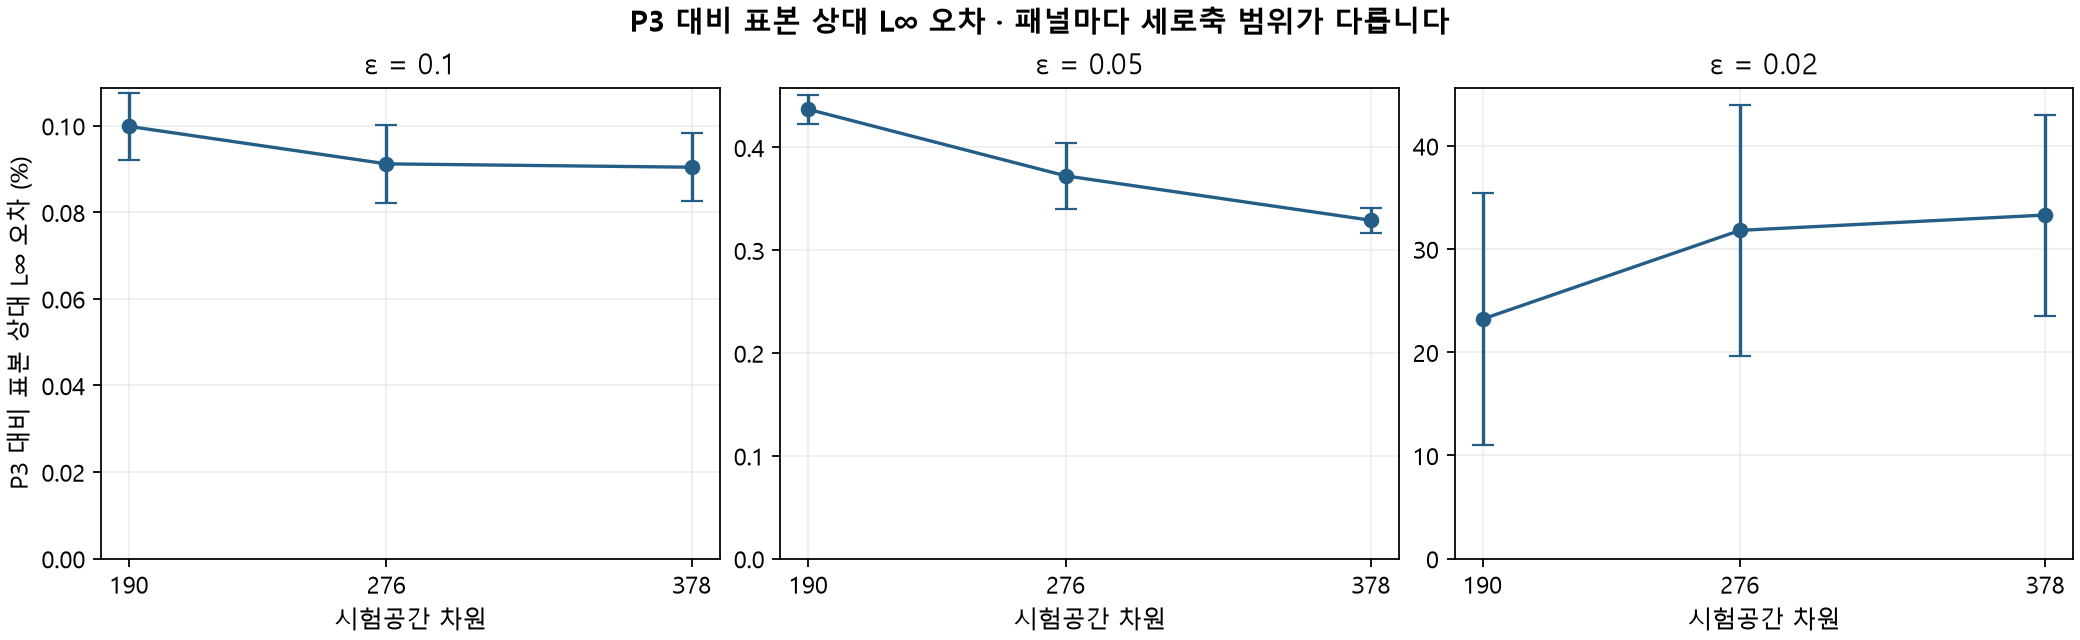 P3 대비 표본 상대 L∞ 오차 · 패널마다 세로축 범위가 다릅니다
ε = 0.1
P3 대비 표본 상대 L∞ 오차 (%)
0.10
0.08
0.06
0.04
0.02
0.00
190 276 378
시험공간 차원
ε = 0.05
0.4
0.3
0.2
0.1
0.0
190 276 378
시험공간 차원
ε = 0.02
40
30
20
10
0
190 276 378
시험공간 차원